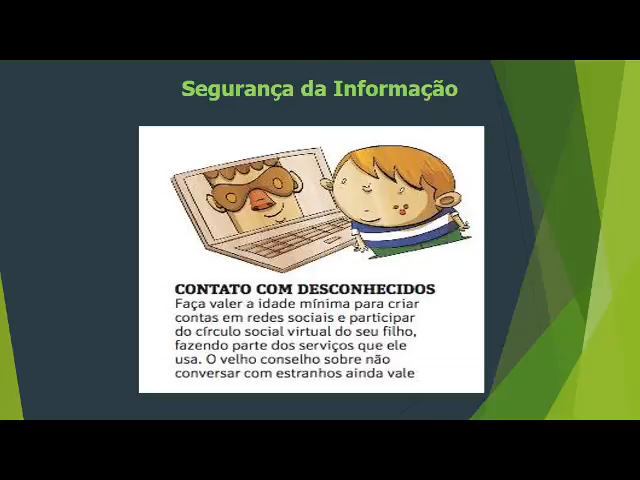 Segurança da Informação
CONTATO COM DESCONHECIDOS
Faça valer a idade mínima para criar
contas em redes sociais e participar
do círculo social virtual do seu filho,
fazendo parte dos serviços que ele
usa. O velho conselho sobre não
conversar com estranhos ainda vale